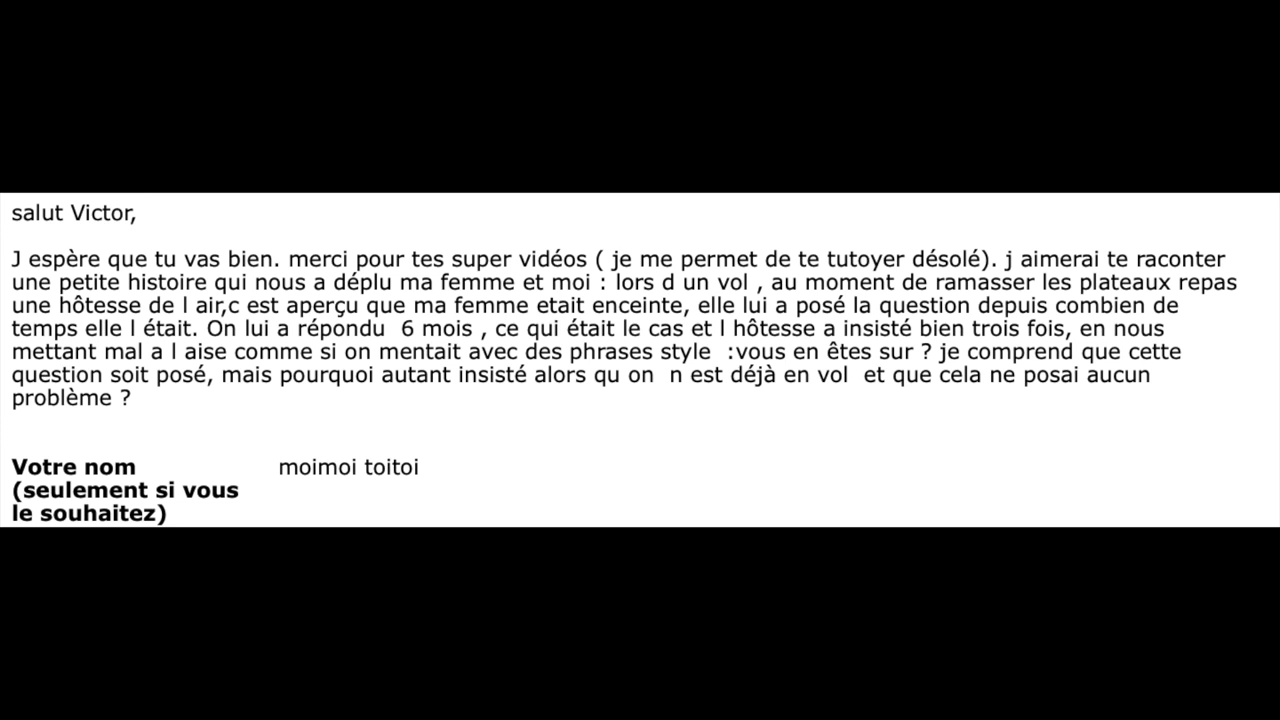 salut Victor,
J espère que tu vas bien. merci pour tes super vidéos ( je me permet de te tutoyer désolé). j aimerai te raconter
une petite histoire qui nous a déplu ma femme et moi : lors d un vol , au moment de ramasser les plateaux repas
une hôtesse de l air,c est aperçu que ma femme etait enceinte, elle lui a posé la question depuis combien de
temps elle l était. On lui a répondu  6 mois , ce qui était le cas et l hôtesse a insisté bien trois fois, en nous
mettant mal a l aise comme si on mentait avec des phrases style  :vous en êtes sur ? je comprend que cette
question soit posé, mais pourquoi autant insisté alors qu on  n est déjà en vol  et que cela ne posai aucun
problème ?
Votre nom moimoi toitoi
(seulement si vous
le souhaitez)